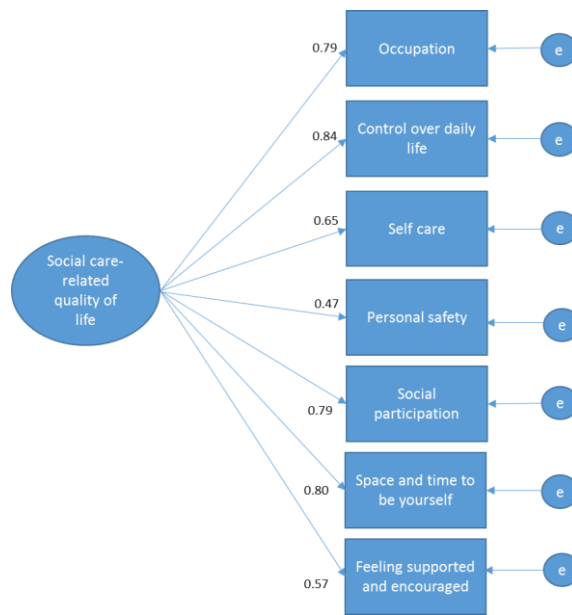 0.79
Occupation
e
0.84
Control over daily
life
e
0.65
Self care
e
Social care-
related
quality of
life
0.47
Personal safety
e
0.79
Social
participation
e
0.80
Space and time to
be yourself
e
0.57
Feeling supported
and encouraged
e